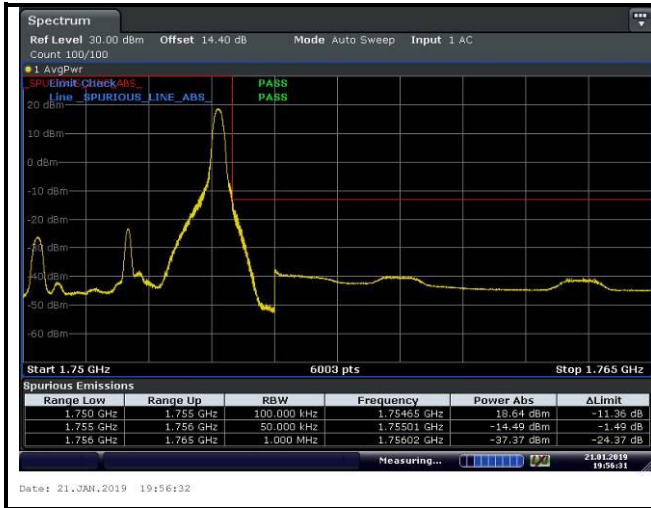 Spectrum
Ref Level 30.00 dBm Offset 14.40 dB Mode Auto Sweep Input 1 AC
Count 100/100
1 AvgPwr
Limit Check PASS
Line _SPURIOUS_LINE_ABS_ PASS
20 dBm
10 dBm
0 dBm
-10 dBm
-20 dBm
-30 dBm
-40 dBm
-50 dBm
-60 dBm
Start 1.75 GHz 6003 pts Stop 1.765 GHz
Spurious Emissions
Range Low Range Up RBW Frequency Power Abs ΔLimit
1.750 GHz 1.755 GHz 100.000 kHz 1.75465 GHz 18.64 dBm -11.36 dB
1.755 GHz 1.756 GHz 50.000 kHz 1.75501 GHz -14.49 dBm -1.49 dB
1.756 GHz 1.765 GHz 1.000 MHz 1.75602 GHz -37.37 dBm -24.37 dB
Measuring... 21.01.2019
19:56:31
Date: 21.JAN.2019 19:56:32